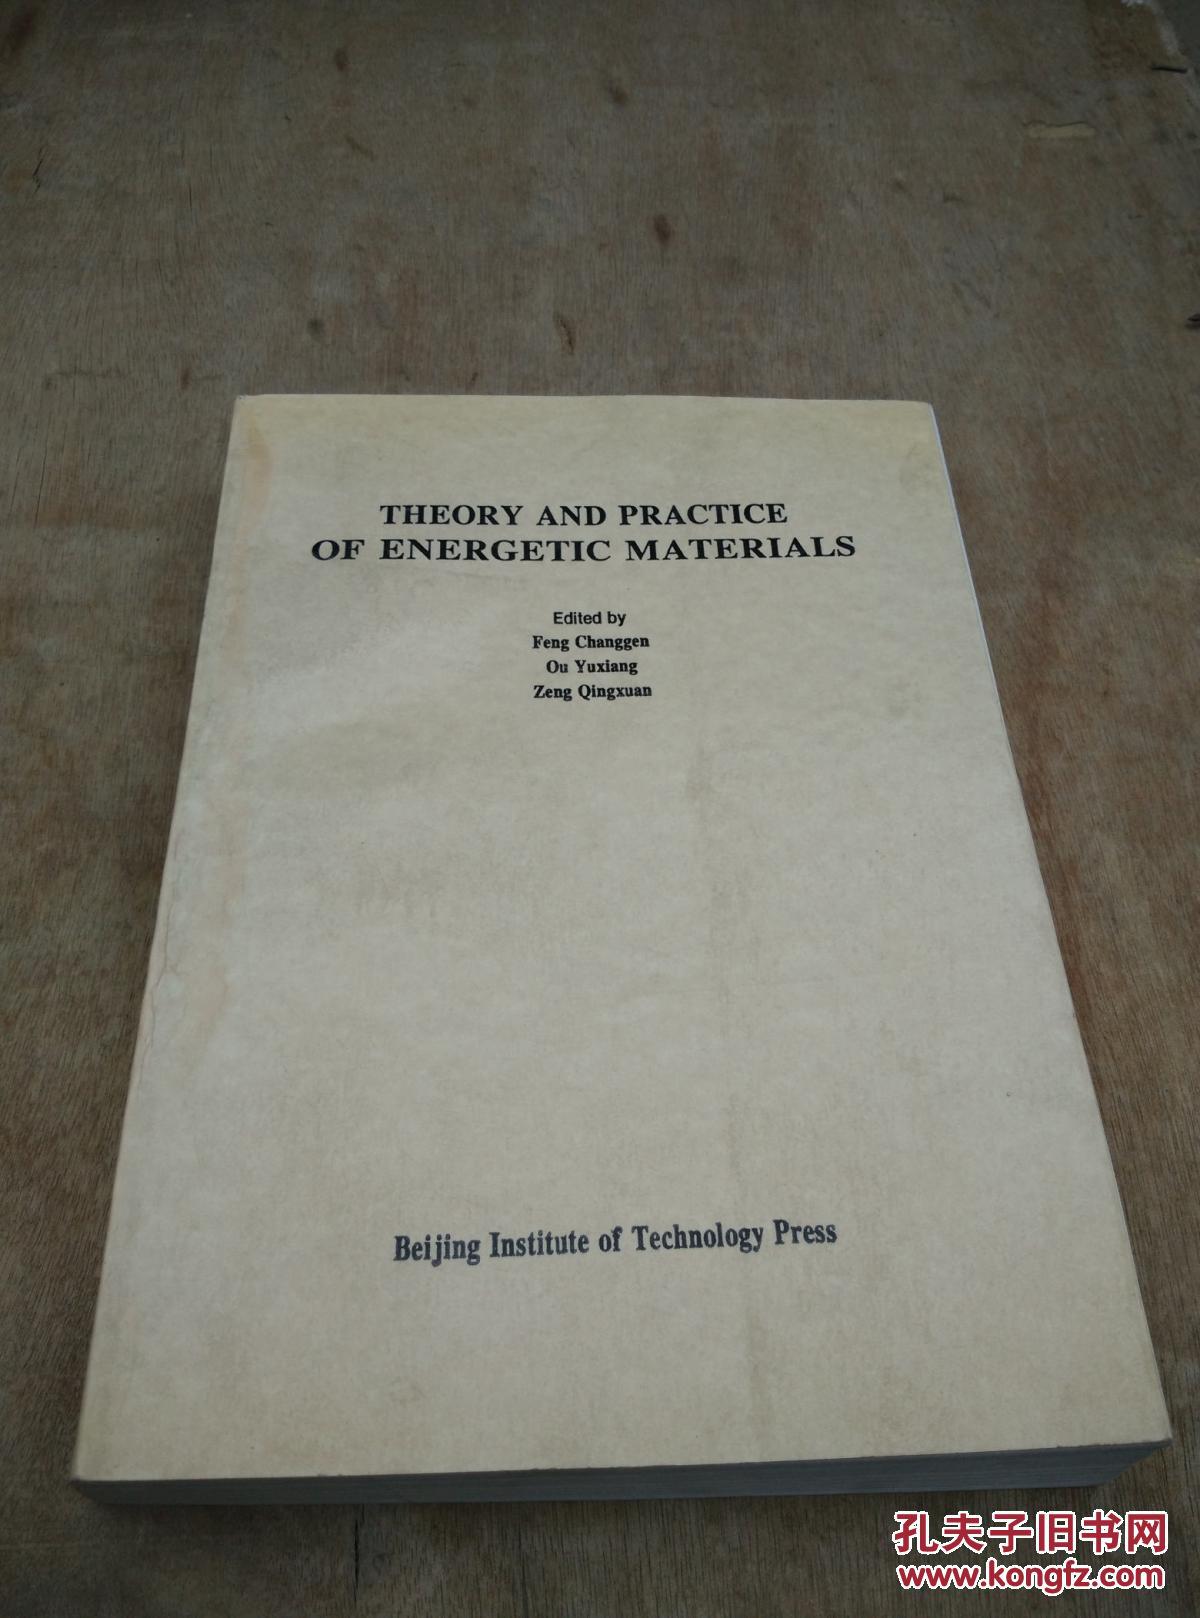 THEORY AND PRACTICE
OF ENERGETIC MATERIALS
Edited by
Feng Changgen
Ou Yuxiang
Zeng Qingxuan
Beijing Institute of Technology Press
孔夫子旧书网
www.kongfz.com